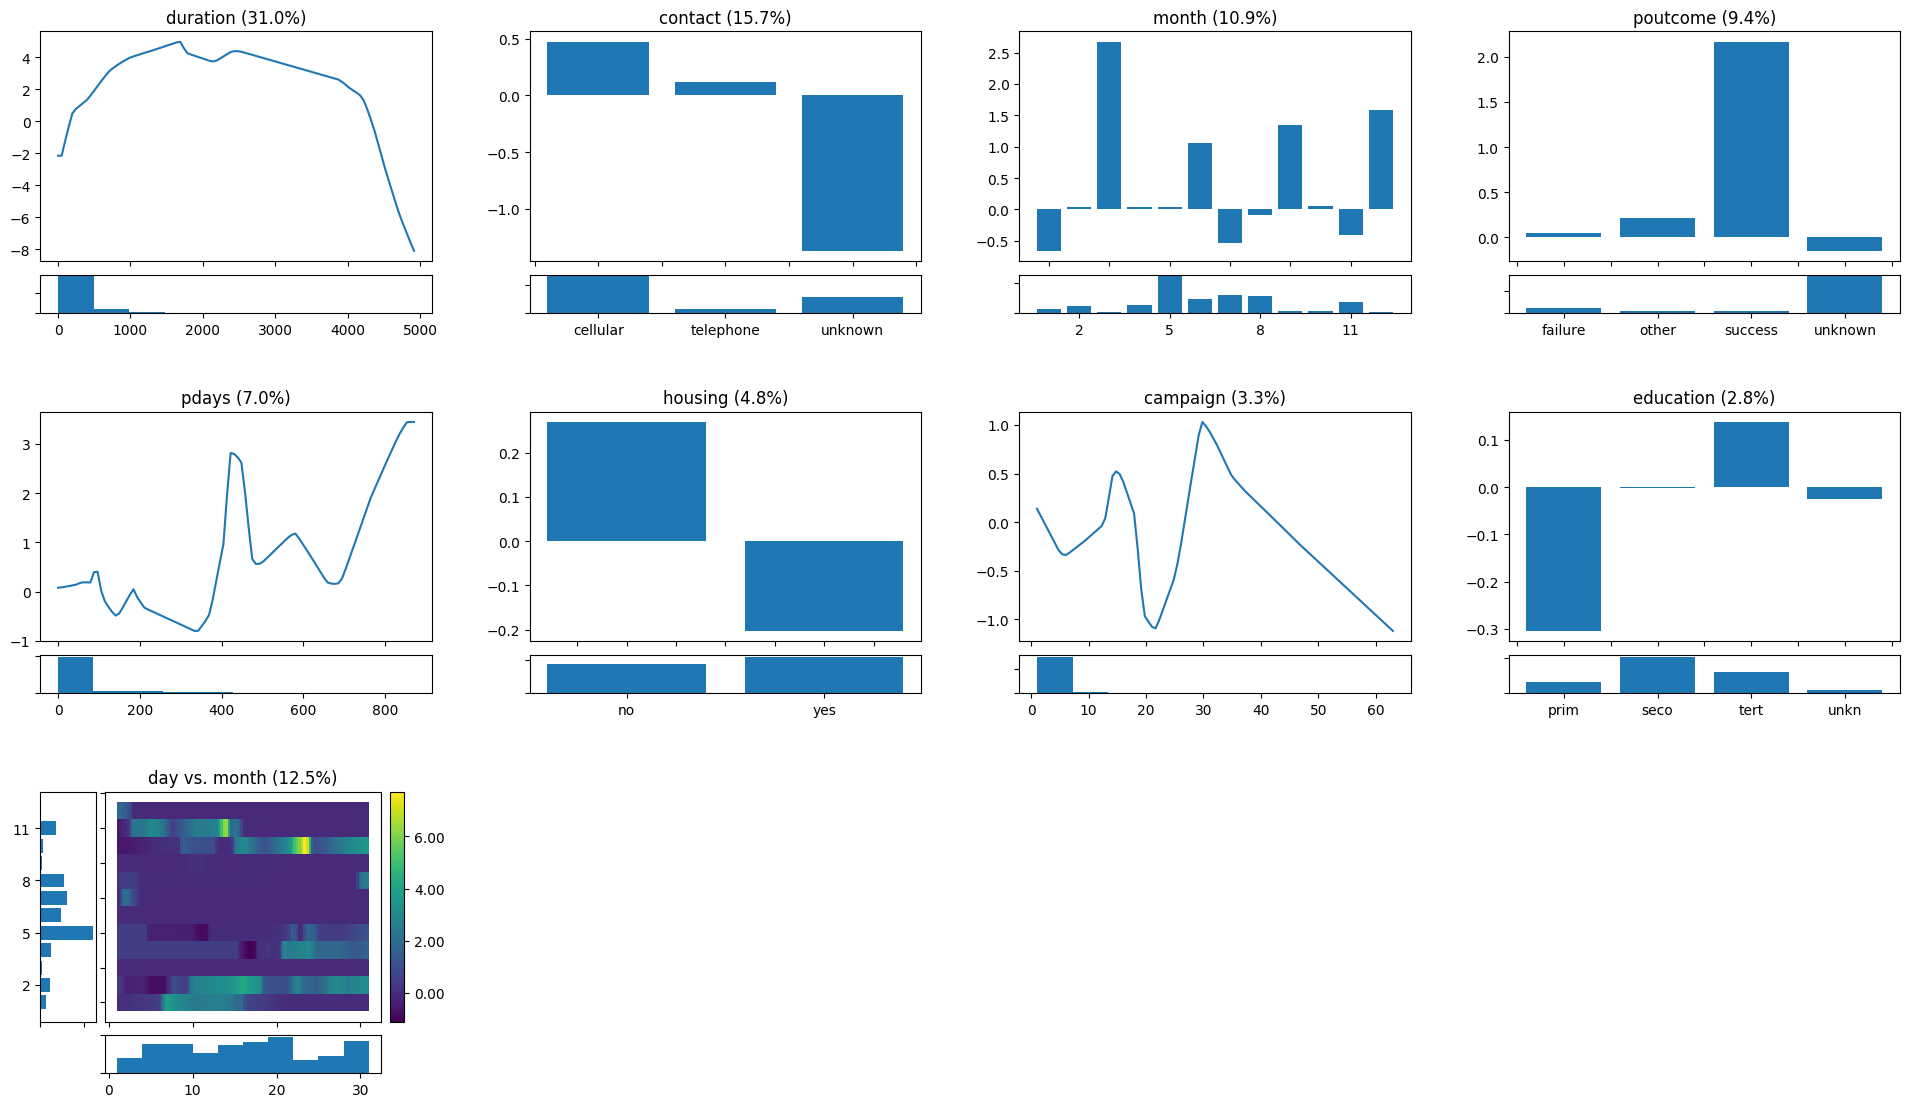 duration (31.0%)
4
2
0
−2
−4
−6
−8
0 1000 2000 3000 4000 5000
contact (15.7%)
0.5
0.0
−0.5
−1.0
cellular telephone unknown
month (10.9%)
2.5
2.0
1.5
1.0
0.5
0.0
−0.5
2 5 8 11
poutcome (9.4%)
2.0
1.5
1.0
0.5
0.0
failure other success unknown
pdays (7.0%)
3
2
1
0
−1
0 200 400 600 800
housing (4.8%)
0.2
0.1
0.0
−0.1
−0.2
no yes
campaign (3.3%)
1.0
0.5
0.0
−0.5
−1.0
0 10 20 30 40 50 60
education (2.8%)
0.1
0.0
−0.1
−0.2
−0.3
prim seco tert unkn
day vs. month (12.5%)
11
8
5
2
6.00
4.00
2.00
0.00
0 10 20 30